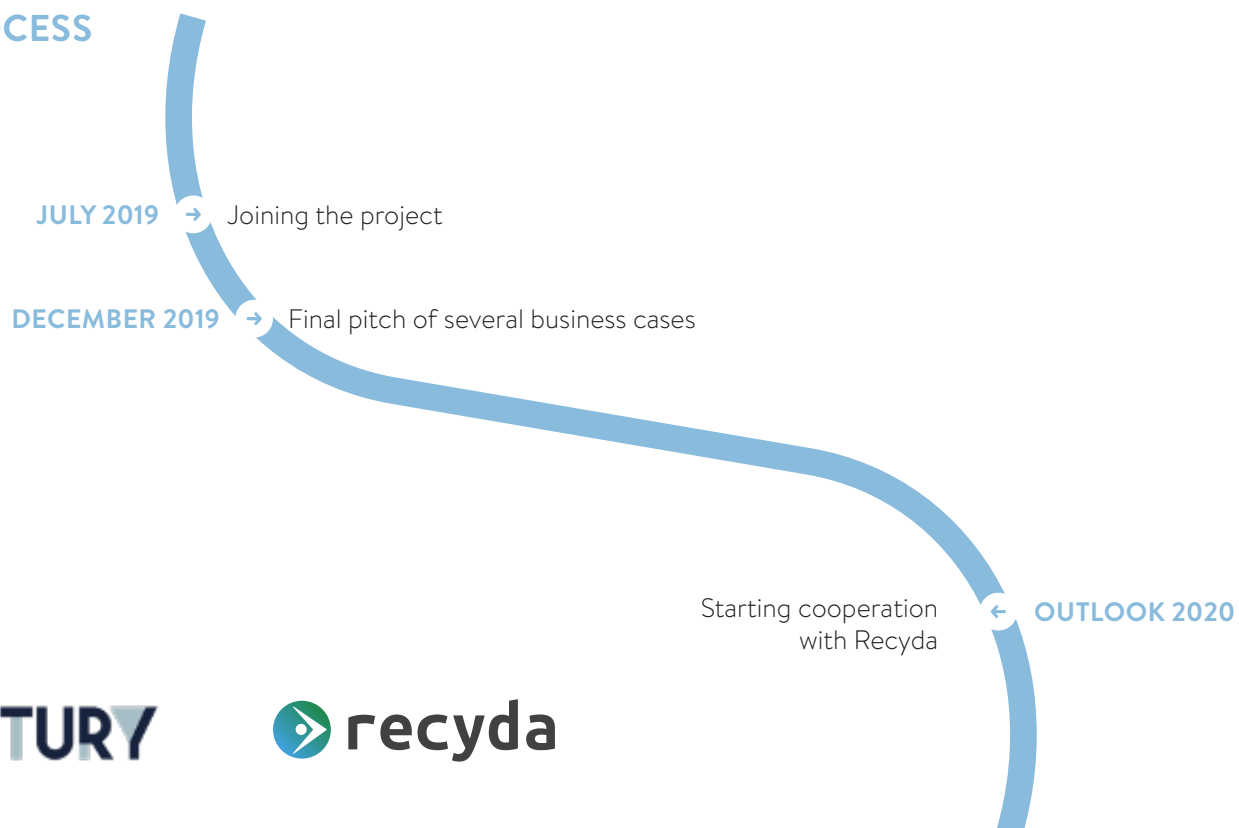 CESS
JULY 2019
Joining the project
DECEMBER 2019
Final pitch of several business cases
Starting cooperation
with Recyda
OUTLOOK 2020
TURY
recyda